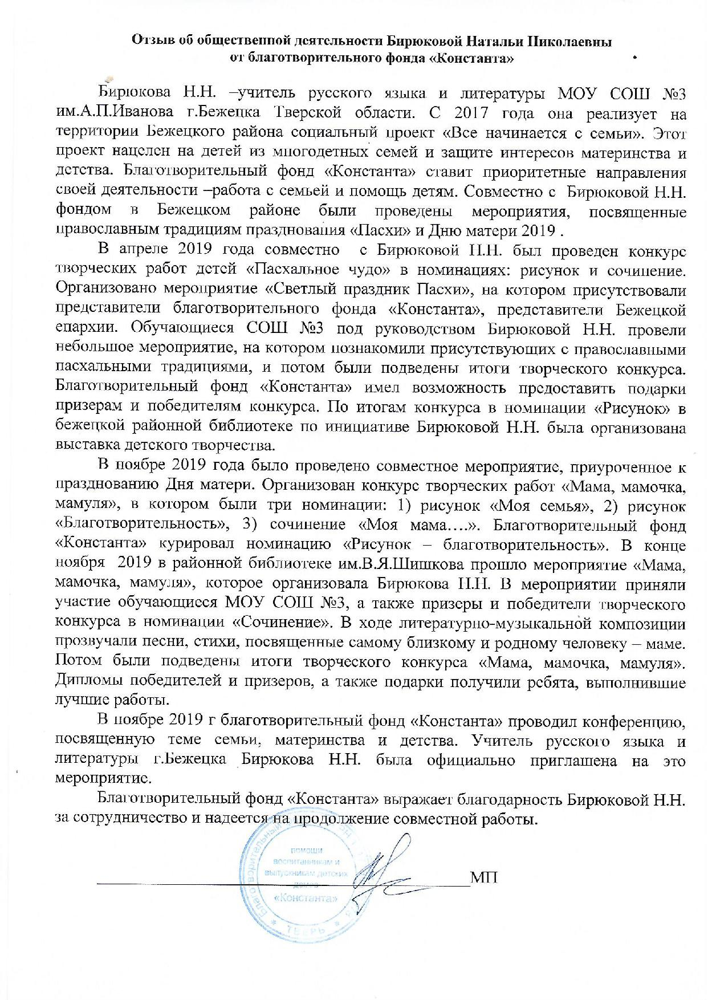 Отзыв об общественной деятельности Бирюковой Натальи Николаевны
от благотворительного фонда «Константа»
Бирюкова Н.Н. –учитель русского языка и литературы МОУ СОШ №3
им.А.П.Иванова г.Бежецка Тверской области. С 2017 года она реализует на
территории Бежецкого района социальный проект «Все начинается с семьи». Этот
проект нацелен на детей из многодетных семей и защите интересов материнства и
детства. Благотворительный фонд «Константа» ставит приоритетные направления
своей деятельности –работа с семьей и помощь детям. Совместно с Бирюковой Н.Н.
фондом в Бежецком районе были проведены мероприятия, посвященные
православным традициям празднования «Пасхи» и Дню матери 2019 .
В апреле 2019 года совместно с Бирюковой Н.Н. был проведен конкурс
творческих работ детей «Пасхальное чудо» в номинациях: рисунок и сочинение.
Организовано мероприятие «Светлый праздник Пасхи», на котором присутствовали
представители благотворительного фонда «Константа», представители Бежецкой
епархии. Обучающиеся СОШ №3 под руководством Бирюковой Н.Н. провели
небольшое мероприятие, на котором познакомили присутствующих с православными
пасхальными традициями, и потом были подведены итоги творческого конкурса.
Благотворительный фонд «Константа» имел возможность предоставить подарки
призерам и победителям конкурса. По итогам конкурса в номинации «Рисунок» в
бежецкой районной библиотеке по инициативе Бирюковой Н.Н. была организована
выставка детского творчества.
В ноябре 2019 года было проведено совместное мероприятие, приуроченное к
празднованию Дня матери. Организован конкурс творческих работ «Мама, мамочка,
мамуля», в котором были три номинации: 1) рисунок «Моя семья», 2) рисунок
«Благотворительность», 3) сочинение «Моя мама….». Благотворительный фонд
«Константа» курировал номинацию «Рисунок – благотворительность». В конце
ноября 2019 в районной библиотеке им.В.Я.Шишкова прошло мероприятие «Мама,
мамочка, мамуля», которое организовала Бирюкова Н.Н. В мероприятии приняли
участие обучающиеся МОУ СОШ №3, а также призеры и победители творческого
конкурса в номинации «Сочинение». В ходе литературно-музыкальной композиции
прозвучали песни, стихи, посвященные самому близкому и родному человеку – маме.
Потом были подведены итоги творческого конкурса «Мама, мамочка, мамуля».
Дипломы победителей и призеров, а также подарки получили ребята, выполнившие
лучшие работы.
В ноябре 2019 г благотворительный фонд «Константа» проводил конференцию,
посвященную теме семьи, материнства и детства. Учитель русского языка и
литературы г.Бежецка Бирюкова Н.Н. была официально приглашена на это
мероприятие.
Благотворительный фонд «Константа» выражает благодарность Бирюковой Н.Н.
за сотрудничество и надеется на продолжение совместной работы.
Благотворительный
помощи
воспитанникам и
выпускникам детских
домов
«Константа»
* ТВЕРЬ *
МП